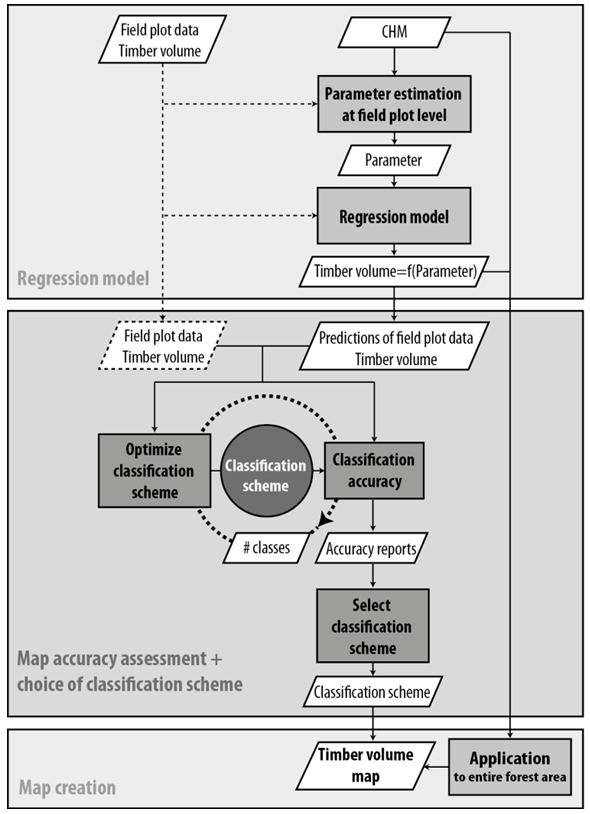 Field plot data
Timber volume
CHM
Parameter estimation
at field plot level
Parameter
Regression model
Timber volume=f(Parameter)
Regression model
Field plot data
Timber volume
Predictions of field plot data
Timber volume
Optimize
classification
scheme
Classification
scheme
Classification
accuracy
# classes
Accuracy reports
Select
classification
scheme
Map accuracy assessment +
choice of classification scheme
Classification scheme
Timber volume
map
Application
to entire forest area
Map creation